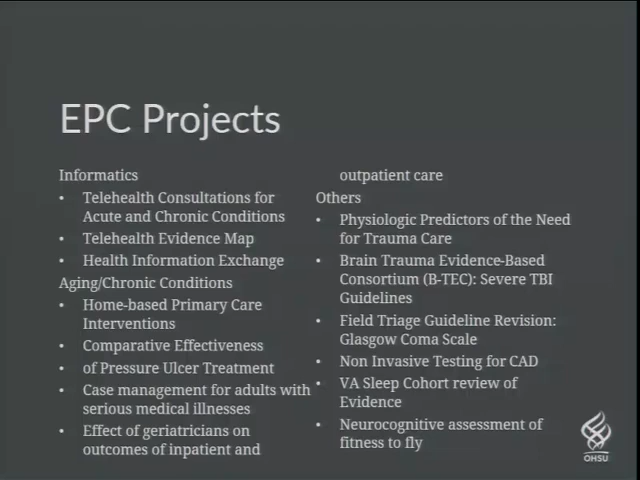 EPC Projects
Informatics
• Telehealth Consultations for
Acute and Chronic Conditions
• Telehealth Evidence Map
• Health Information Exchange
Aging/Chronic Conditions
• Home-based Primary Care
Interventions
• Comparative Effectiveness
• of Pressure Ulcer Treatment
• Case management for adults with
serious medical illnesses
• Effect of geriatricians on
outcomes of inpatient and
outpatient care
Others
• Physiologic Predictors of the Need
for Trauma Care
• Brain Trauma Evidence-Based
Consortium (B-TEC): Severe TBI
Guidelines
• Field Triage Guideline Revision:
Glasgow Coma Scale
• Non Invasive Testing for CAD
• VA Sleep Cohort review of
Evidence
• Neurocognitive assessment of
fitness to fly
OHSU